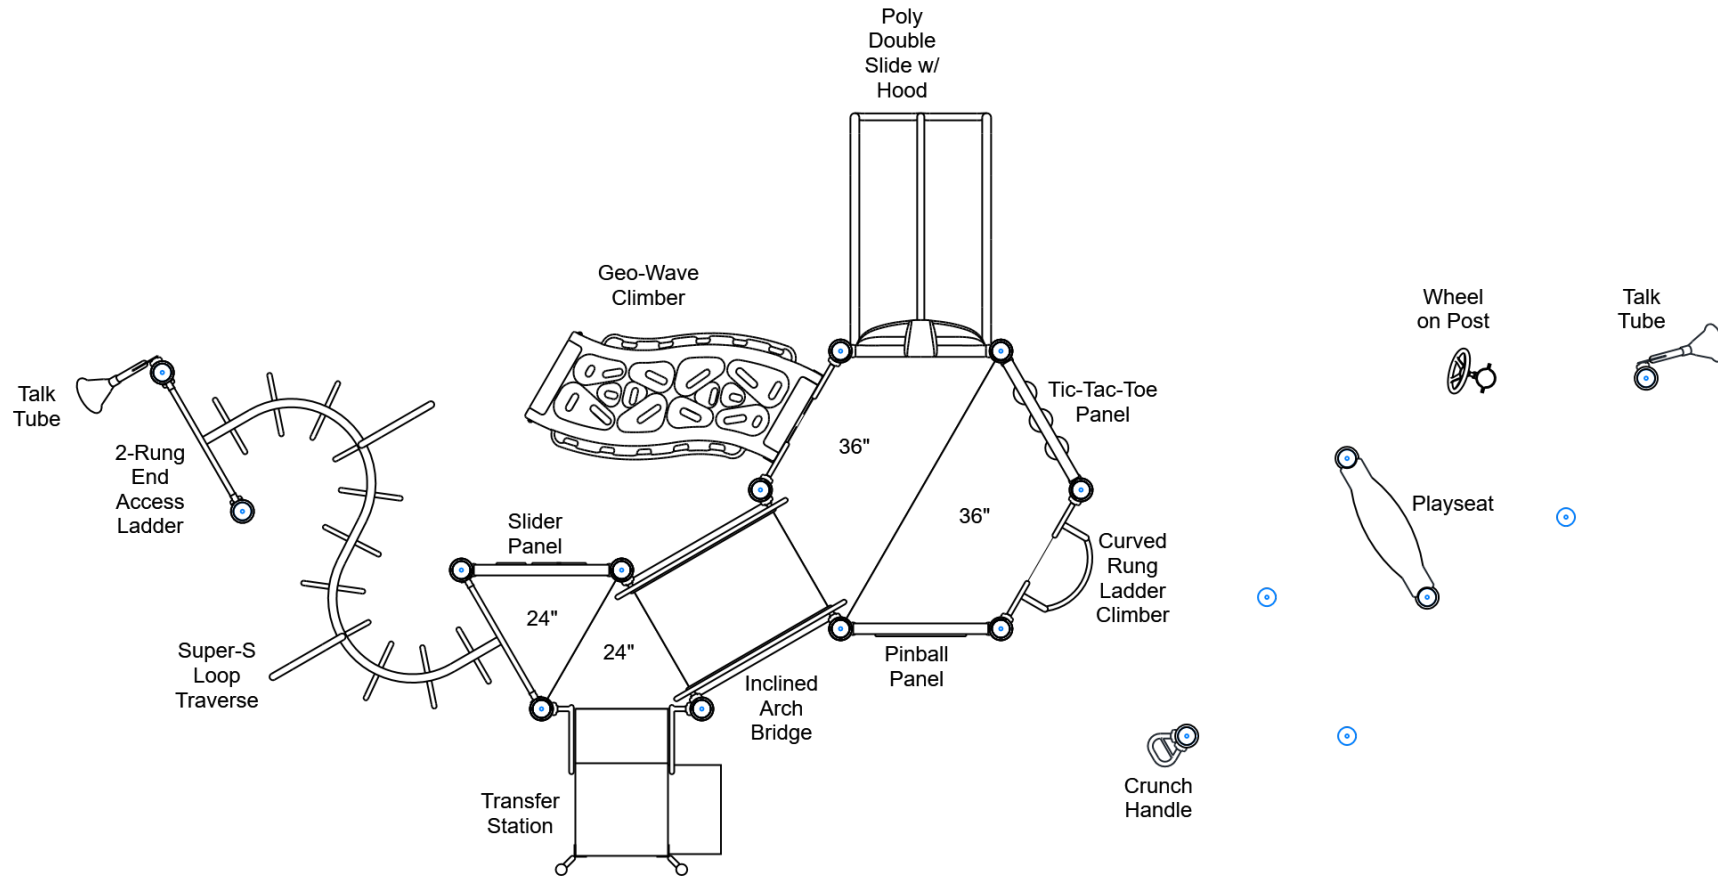 Poly
Double
Slide w/
Hood
Geo-Wave
Climber
Wheel
on Post
Talk
Tube
Talk
Tube
Tic-Tac-Toe
Panel
2-Rung
End
Access
Ladder
36"
36"
Playseat
Slider
Panel
Curved
Rung
Ladder
Climber
24"
24"
Super-S
Loop
Traverse
Pinball
Panel
Inclined
Arch
Bridge
Transfer
Station
Crunch
Handle